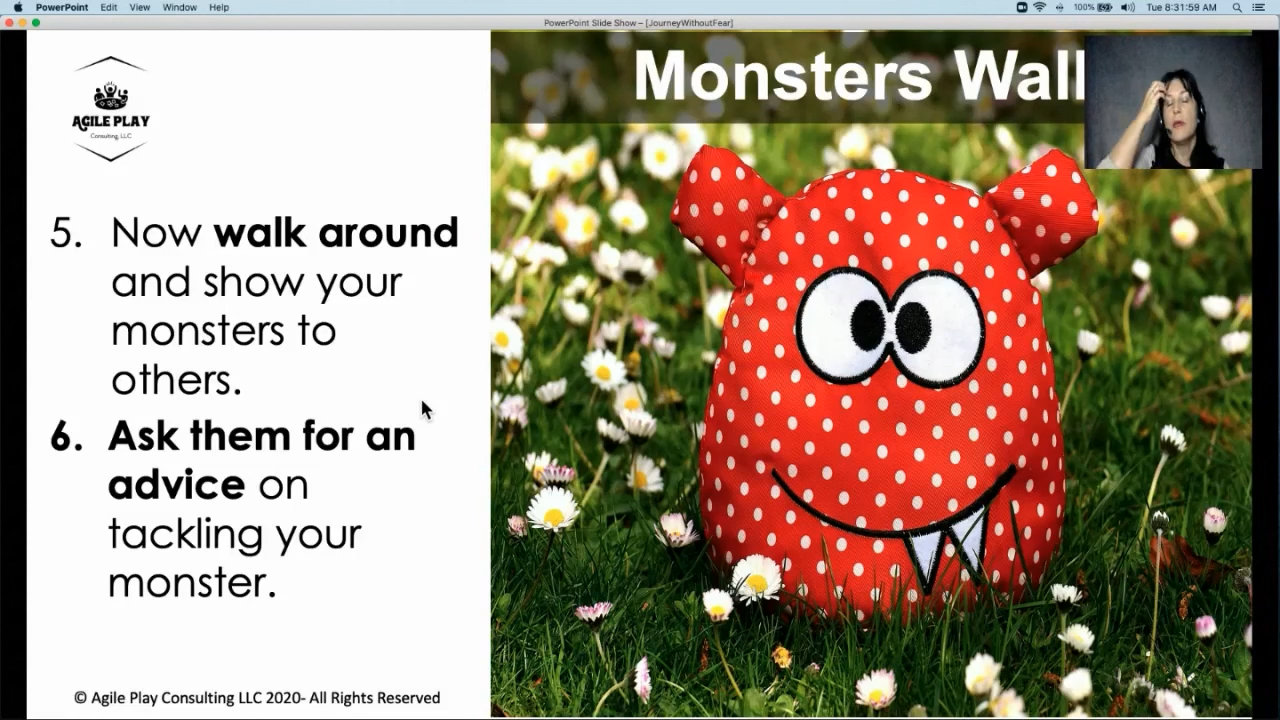 PowerPoint Edit View Window Help
100% Tue 8:31:59 AM
PowerPoint Slide Show – [JourneyWithoutFear]
AGILE PLAY
Consulting, LLC
Monsters Wal
5. Now walk around
and show your
monsters to
others.
6. Ask them for an
advice on
tackling your
monster.
© Agile Play Consulting LLC 2020- All Rights Reserved